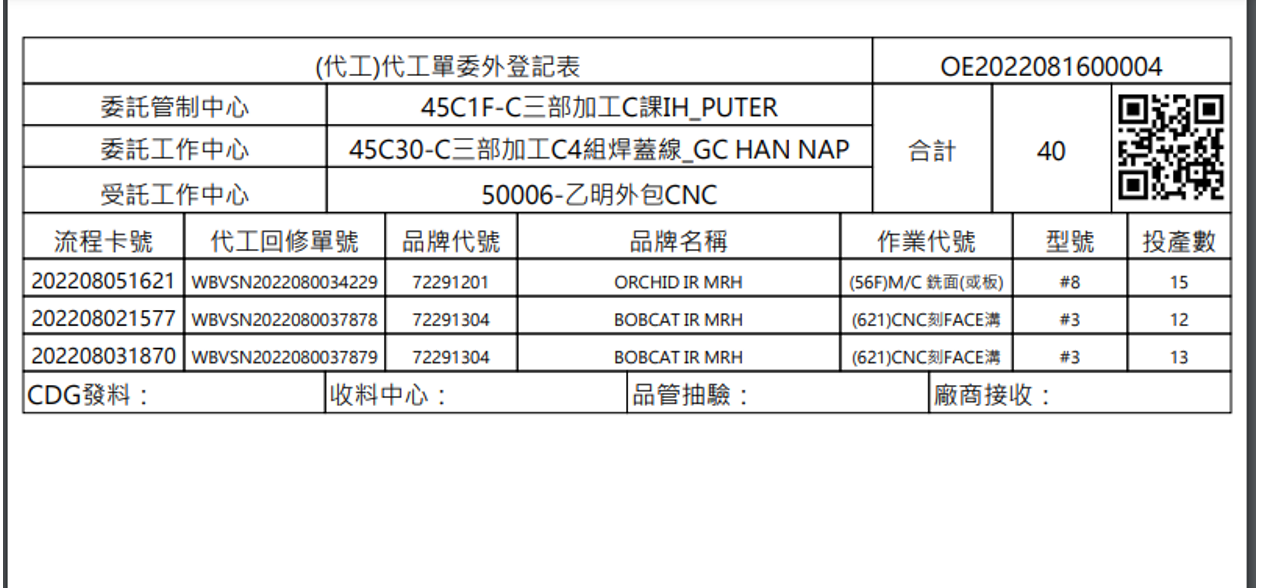 (代工)代工單委外登記表 OE2022081600004
委託管制中心 45C1F-C三部加工C課IH_PUTER
委託工作中心 45C30-C三部加工C4組焊蓋線_GC HAN NAP 合計 40
受託工作中心 50006-乙明外包CNC
流程卡號 代工回修單號 品牌代號 品牌名稱 作業代號 型號 投產數
202208051621 WBVSN2022080034229 72291201 ORCHID IR MRH (56F)M/C 銑面(或板) #8 15
202208021577 WBVSN2022080037878 72291304 BOBCAT IR MRH (621)CNC刻FACE溝 #3 12
202208031870 WBVSN2022080037879 72291304 BOBCAT IR MRH (621)CNC刻FACE溝 #3 13
CDG發料： 收料中心： 品管抽驗： 廠商接收：